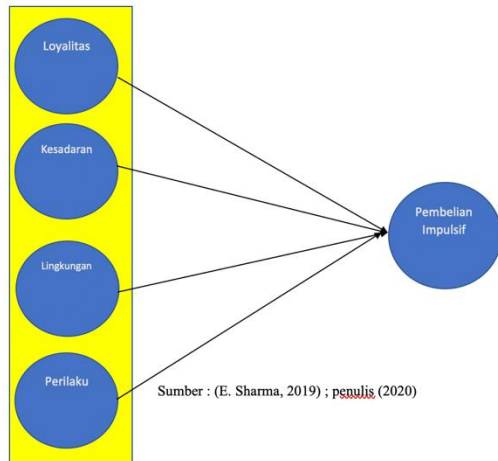 Loyalitas
Kesadaran
Lingkungan
Perilaku
Pembelian
Impulsif
Sumber : (E. Sharma, 2019) ; penulis (2020)